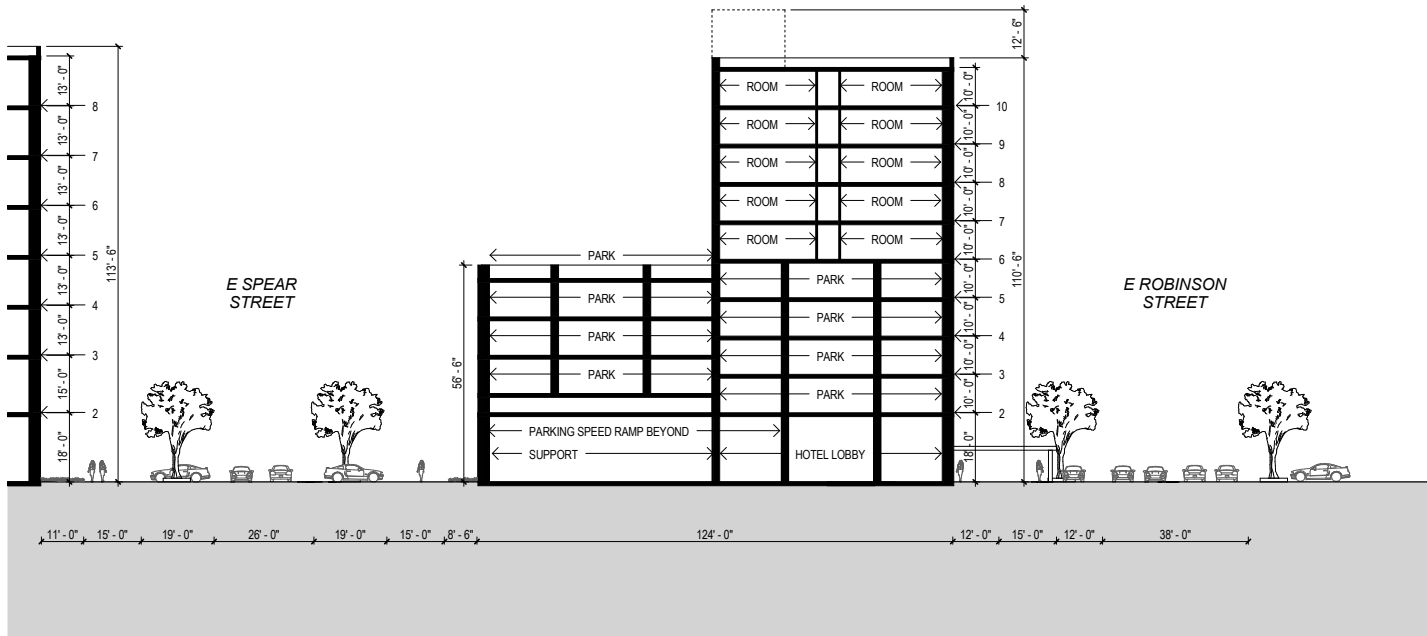 12' - 6"
13' - 0"
8
13' - 0"
7
13' - 0"
6
13' - 0"
5
13' - 0"
4
13' - 0"
3
15' - 0"
2
18' - 0"
113' - 6"
E SPEAR
STREET
56' - 6"
PARK
PARK
PARK
PARK
PARKING SPEED RAMP BEYOND
SUPPORT
HOTEL LOBBY
ROOM ROOM
ROOM ROOM
ROOM ROOM
ROOM ROOM
ROOM ROOM
PARK
PARK
PARK
PARK
10' - 0"
10
10' - 0"
9
10' - 0"
8
10' - 0"
7
10' - 0"
6
10' - 0"
5
10' - 0"
4
10' - 0"
3
10' - 0"
2
18' - 0"
110' - 6"
E ROBINSON
STREET
11' - 0" 15' - 0" 19' - 0" 26' - 0" 19' - 0" 15' - 0" 8' - 6" 124' - 0" 12' - 0" 15' - 0" 12' - 0" 38' - 0"